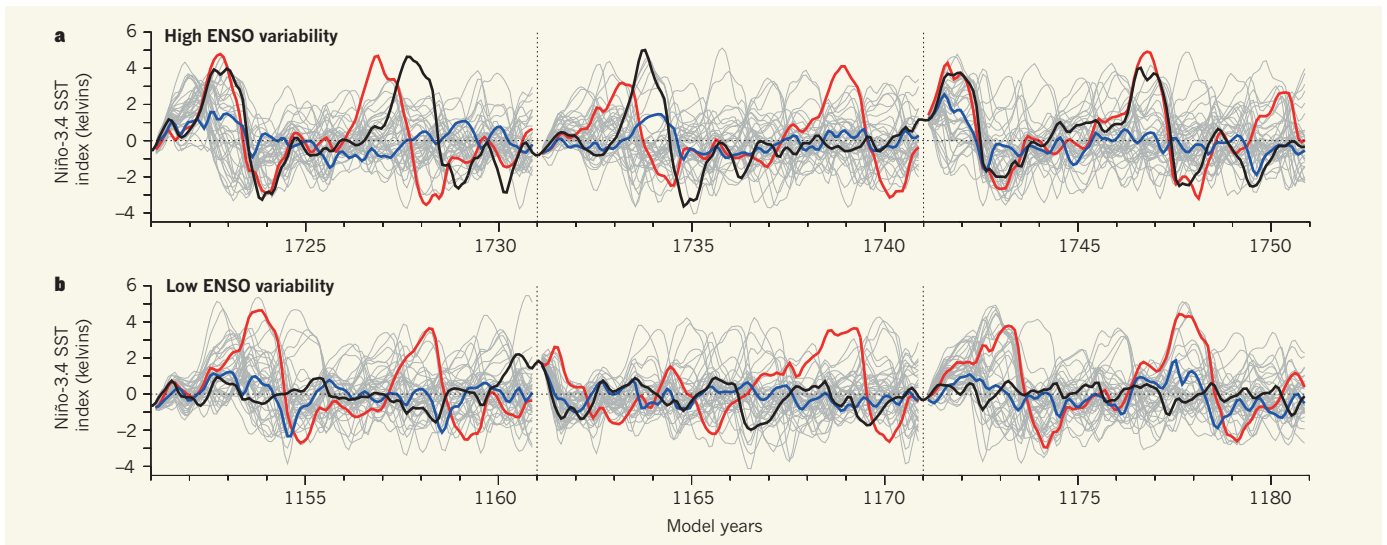 a High ENSO variability
Niño-3.4 SST
index (kelvins)
6
4
2
0
–2
–4
1725 1730 1735 1740 1745 1750
b Low ENSO variability
Niño-3.4 SST
index (kelvins)
6
4
2
0
–2
–4
1155 1160 1165 1170 1175 1180
Model years